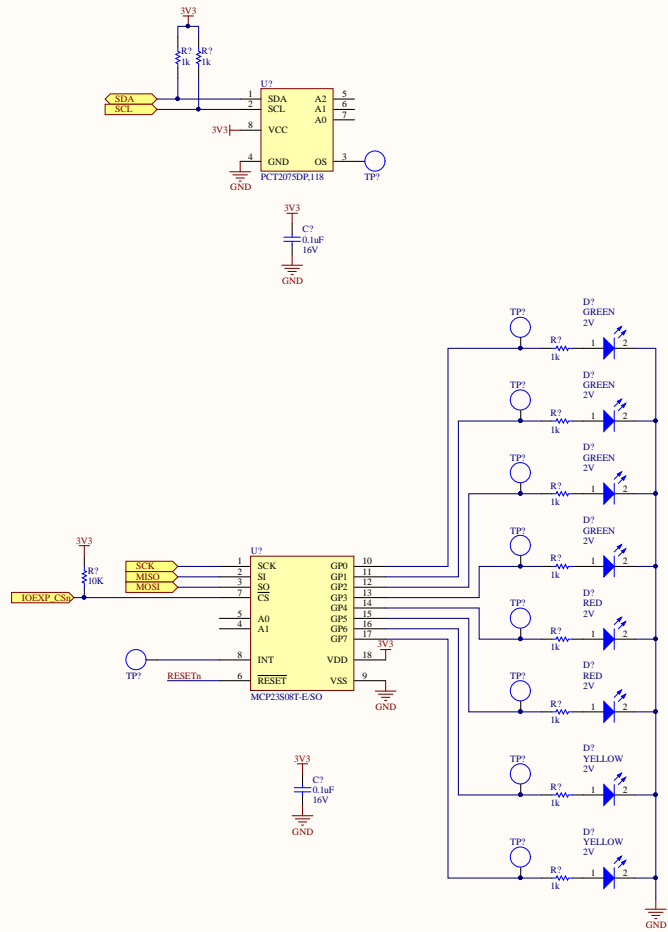 3V3
R? R?
1k 1k
U?
SDA 1 SDA A2 5
SCL 2 SCL A1 6
A0 7
3V3 8 VCC
4 GND OS 3
GND
PCT2075DP,118
TP?
3V3
C?
0.1uF
16V
GND
D?
GREEN
2V
TP?
R?
1k
1 2
D?
GREEN
2V
TP?
R?
1k
1 2
D?
GREEN
2V
TP?
R?
1k
1 2
D?
GREEN
2V
TP?
R?
1k
1 2
D?
RED
2V
TP?
R?
1k
1 2
D?
RED
2V
TP?
R?
1k
1 2
D?
YELLOW
2V
TP?
R?
1k
1 2
D?
YELLOW
2V
TP?
R?
1k
1 2
GND
3V3
R?
10K
U?
SCK 1 SCK GP0 10
MISO 2 SI GP1 11
MOSI 3 SO GP2 12
IOEXP_CSn 7 CS GP3 13
GP4 14
5 A0 GP5 15
4 A1 GP6 16
GP7 17
3V3
TP?
8 INT VDD 18
RESETn 6 RESET VSS 9
GND
MCP23S08T-E/SO
3V3
C?
0.1uF
16V
GND